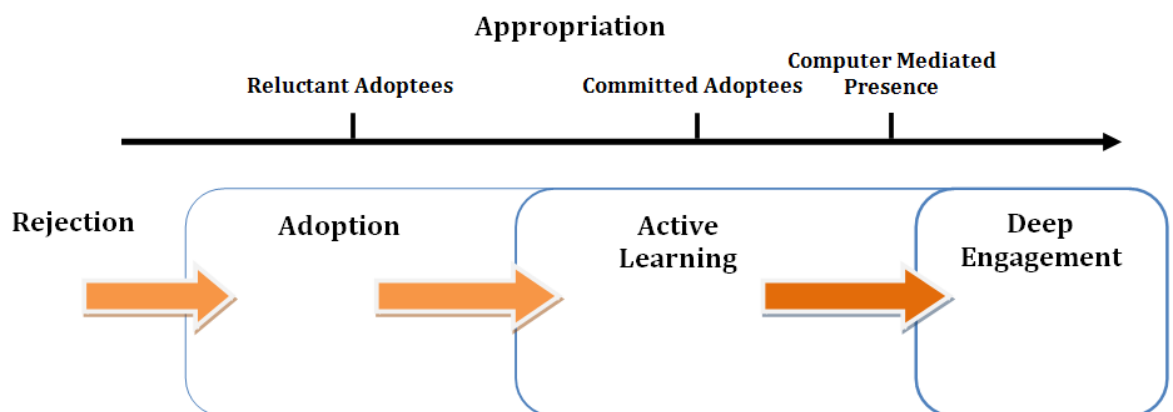 Appropriation
Computer Mediated
Presence
Reluctant Adoptees
Committed Adoptees
Rejection
Adoption
Active
Learning
Deep
Engagement